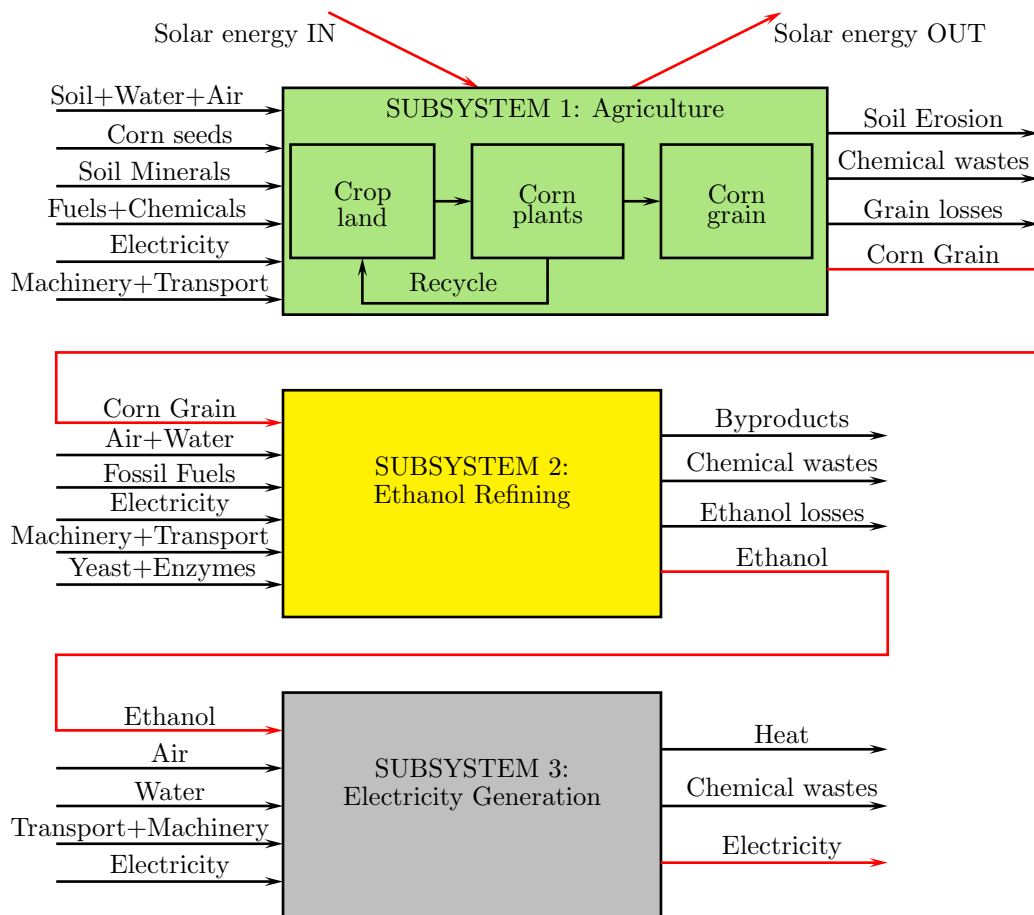 Solar energy IN
Solar energy OUT
SUBSYSTEM 1: Agriculture
Soil+Water+Air
Corn seeds
Soil Minerals
Fuels+Chemicals
Electricity
Machinery+Transport
Crop
land
Corn
plants
Corn
grain
Recycle
Soil Erosion
Chemical wastes
Grain losses
Corn Grain
Corn Grain
Air+Water
Fossil Fuels
Electricity
Machinery+Transport
Yeast+Enzymes
SUBSYSTEM 2:
Ethanol Refining
Byproducts
Chemical wastes
Ethanol losses
Ethanol
Ethanol
Air
Water
Transport+Machinery
Electricity
SUBSYSTEM 3:
Electricity Generation
Heat
Chemical wastes
Electricity